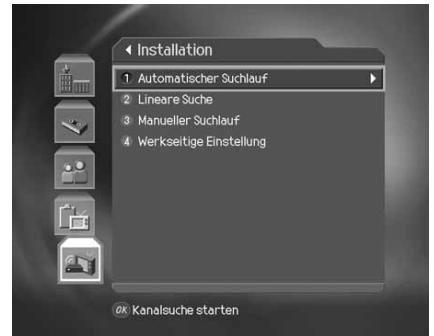 Installation
1 Automatischer Suchlauf
2 Lineare Suche
3 Manueller Suchlauf
4 Werkseitige Einstellung
OK Kanalsuche starten